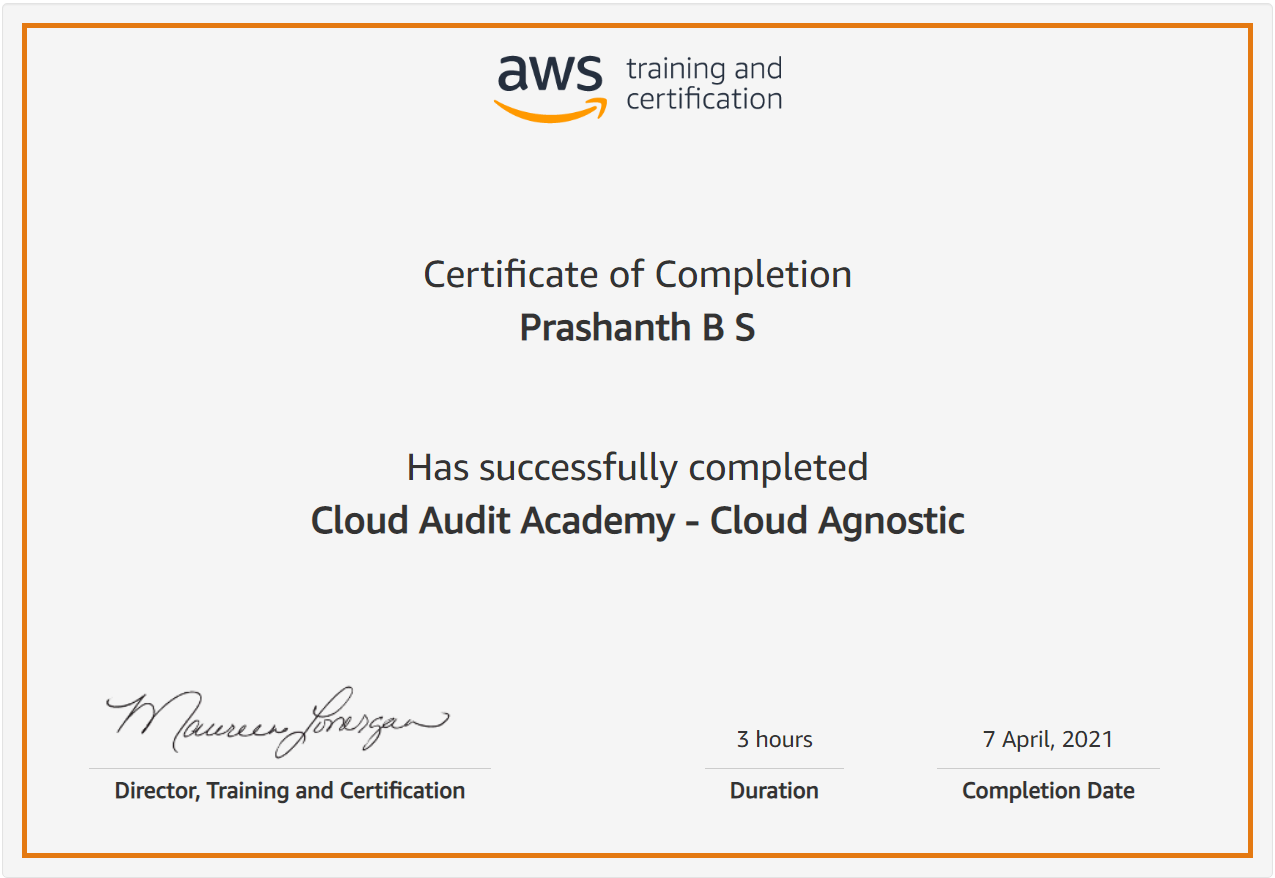 aws training and
certification
Certificate of Completion
Prashanth B S
Has successfully completed
Cloud Audit Academy - Cloud Agnostic
Maureen Lonergan
3 hours
7 April, 2021
Director, Training and Certification
Duration
Completion Date